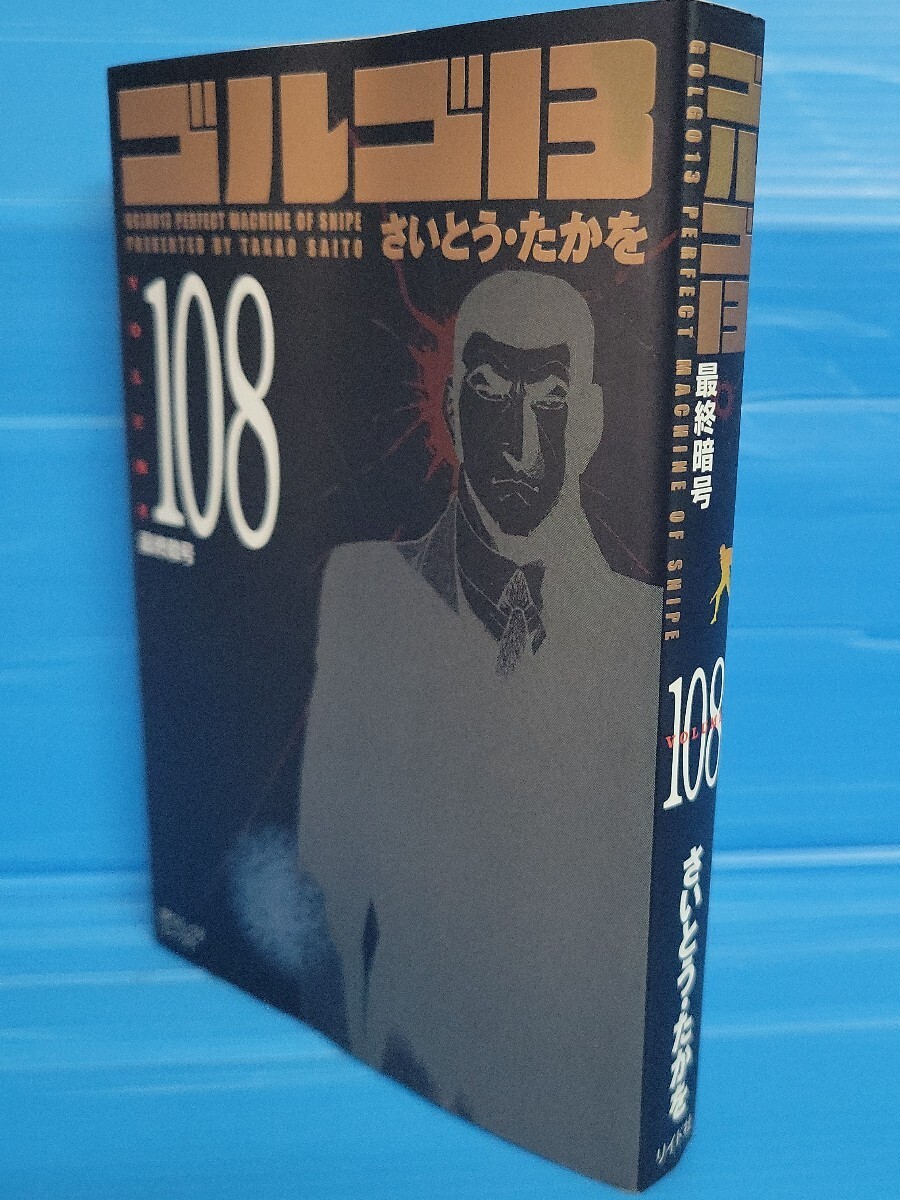 ゴルゴ13
GOLGO13 PERFECT MACHINE OF SNIPE
PRESENTED BY TAKAO SAITO
さいとう・たかを
VOLUME
108
最終暗号
ゴルゴ13
GOLGO13 PERFECT MACHINE OF SNIPE
最終暗号
108
VOLUME
さいとう・たかを
リイド社